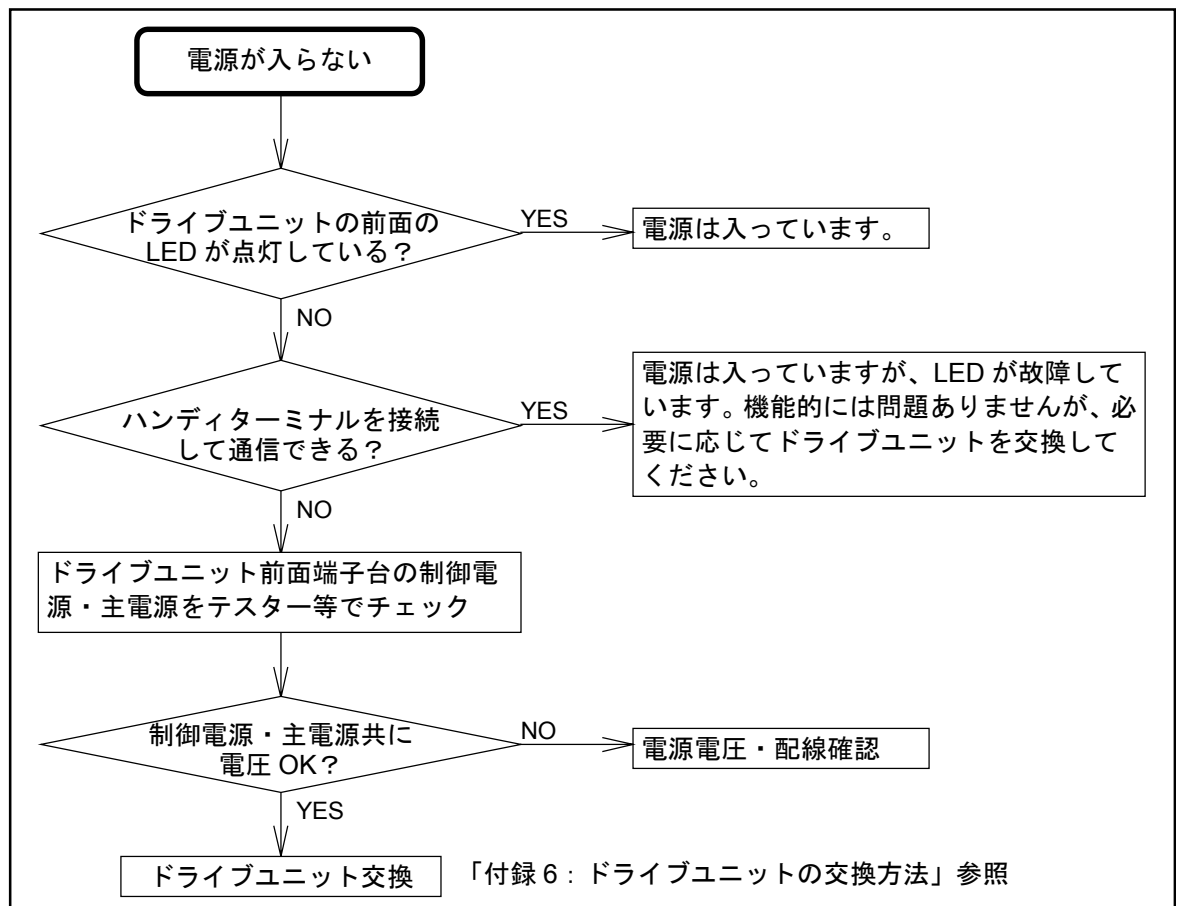 電源が入らない
ドライブユニットの前面の
LED が点灯している？
YES
電源は入っています。
NO
ハンディターミナルを接続
して通信できる？
YES
電源は入っていますが、LED が故障して
います。機能的には問題ありませんが、必
要に応じてドライブユニットを交換して
ください。
NO
ドライブユニット前面端子台の制御電
源・主電源をテスター等でチェック
制御電源・主電源共に
電圧 OK？
NO
電源電圧・配線確認
YES
ドライブユニット交換
「付録 6：ドライブユニットの交換方法」参照